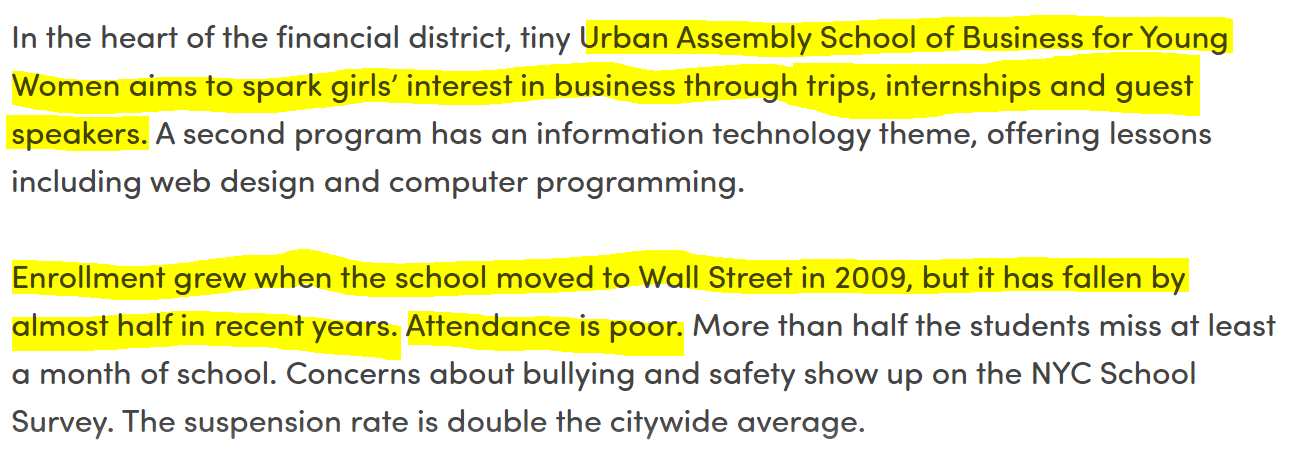 In the heart of the financial district, tiny Urban Assembly School of Business for Young
Women aims to spark girls’ interest in business through trips, internships and guest
speakers. A second program has an information technology theme, offering lessons
including web design and computer programming.
Enrollment grew when the school moved to Wall Street in 2009, but it has fallen by
almost half in recent years. Attendance is poor. More than half the students miss at least
a month of school. Concerns about bullying and safety show up on the NYC School
Survey. The suspension rate is double the citywide average.